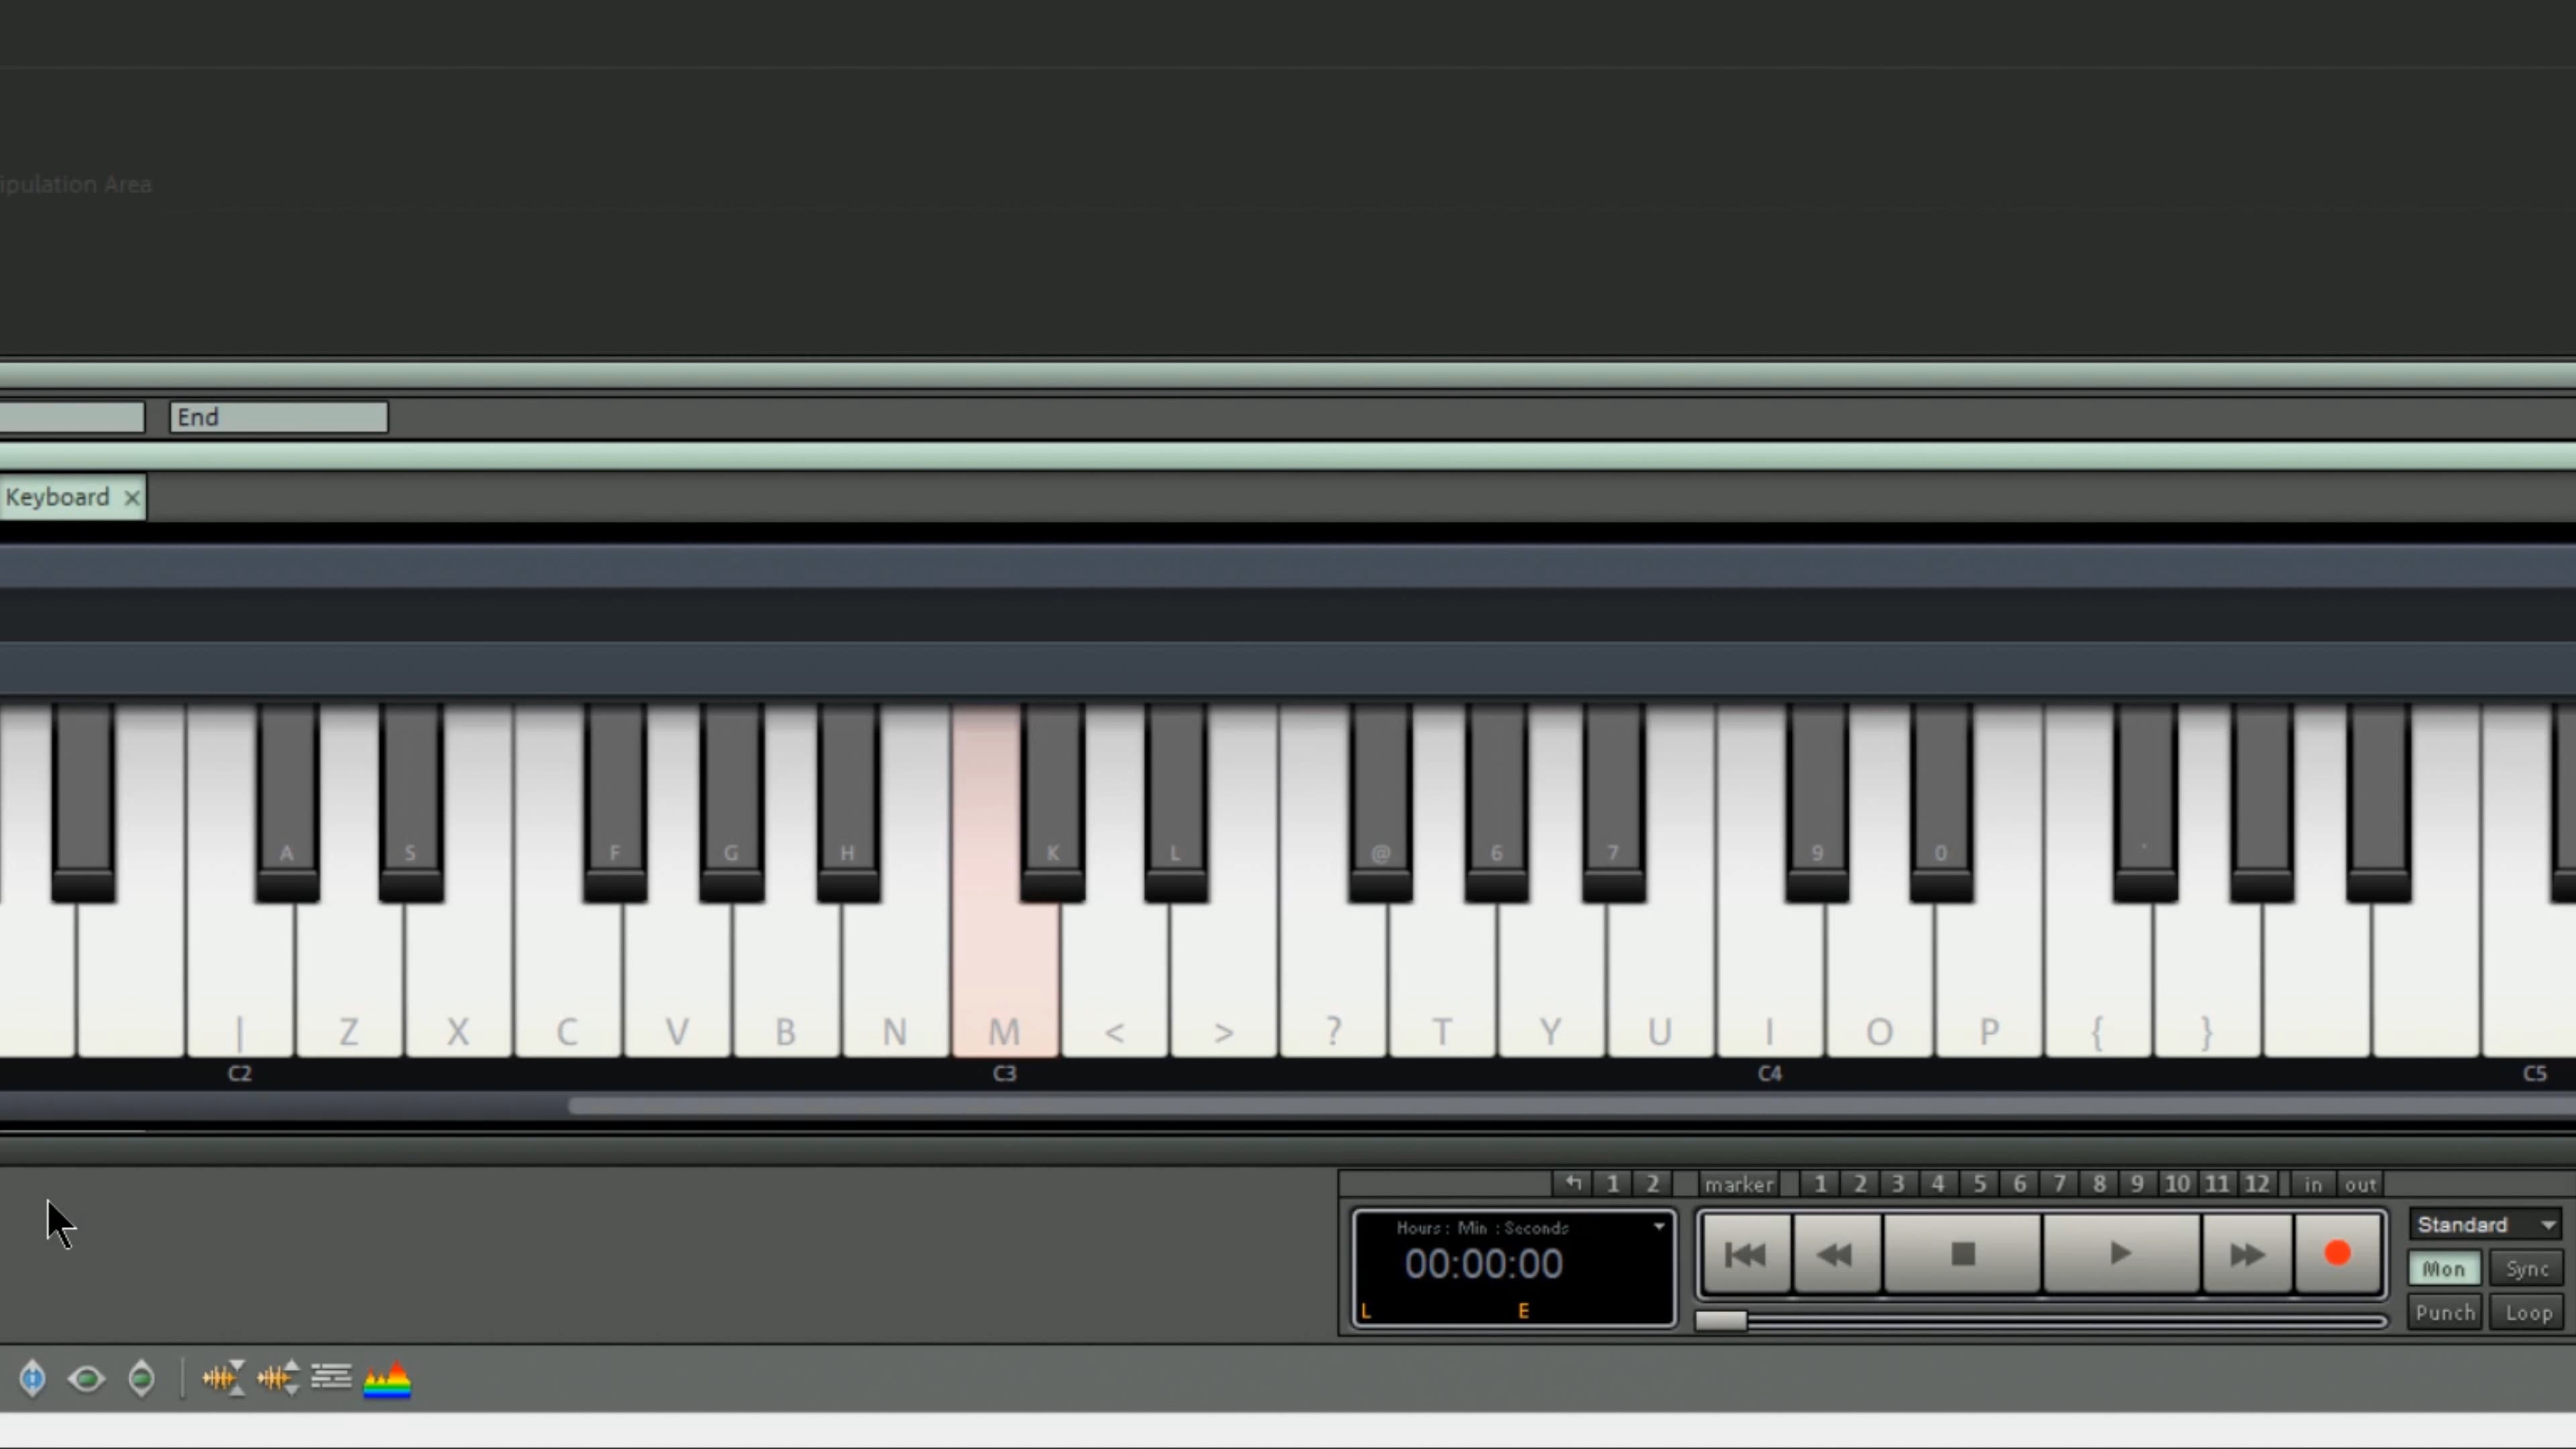 ipulation Area
End
Keyboard ×
A S F G H K L @ 6 7 9 0 `
| Z X C V B N M < > ? T Y U I O P { }
C2 C3 C4 C5
1 2 marker 1 2 3 4 5 6 7 8 9 10 11 12 in out
Hours : Min : Seconds
00:00:00
L E
Standard
Mon Sync
Punch Loop